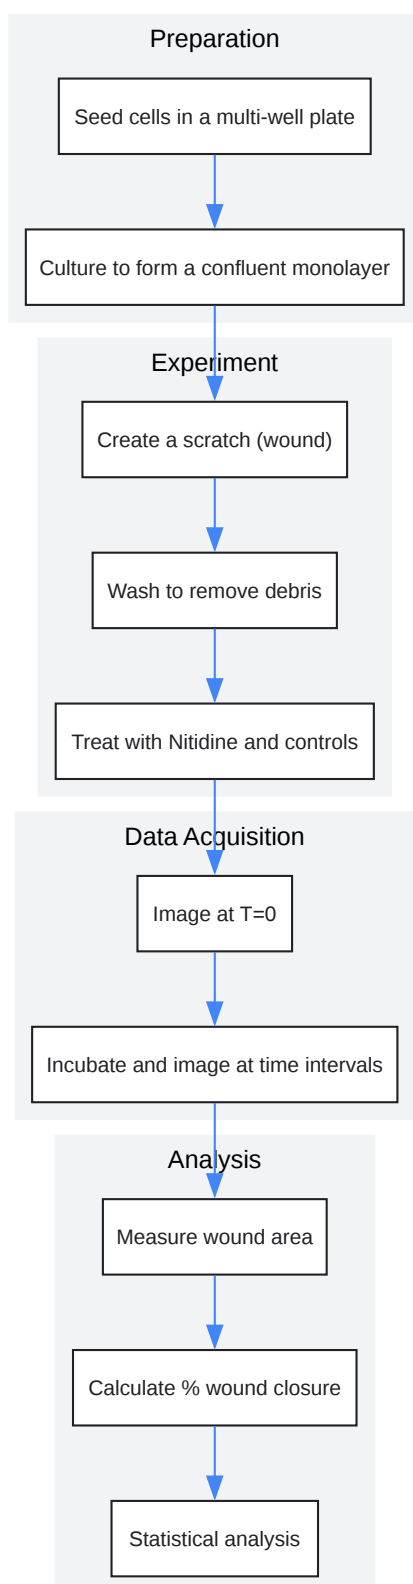 Preparation
Seed cells in a multi-well plate
Culture to form a confluent monolayer
Experiment
Create a scratch (wound)
Wash to remove debris
Treat with Nitidine and controls
Data Acquisition
Image at T=0
Incubate and image at time intervals
Analysis
Measure wound area
Calculate % wound closure
Statistical analysis